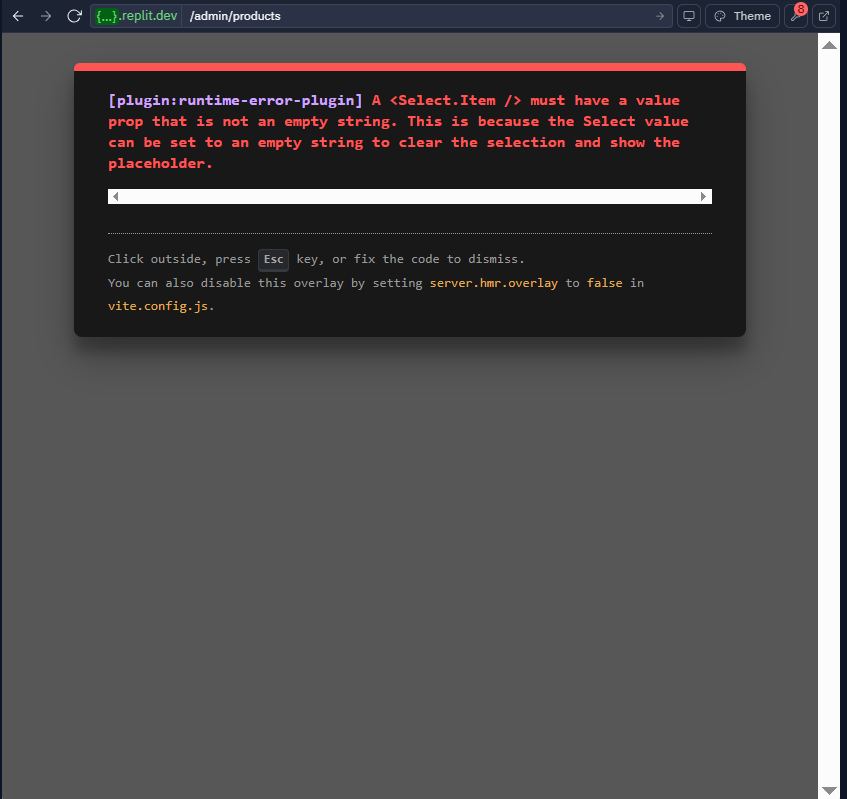 {...}.replit.dev /admin/products Theme 8
[plugin:runtime-error-plugin] A <Select.Item /> must have a value
prop that is not an empty string. This is because the Select value
can be set to an empty string to clear the selection and show the
placeholder.
Click outside, press Esc key, or fix the code to dismiss.
You can also disable this overlay by setting server.hmr.overlay to false in
vite.config.js.